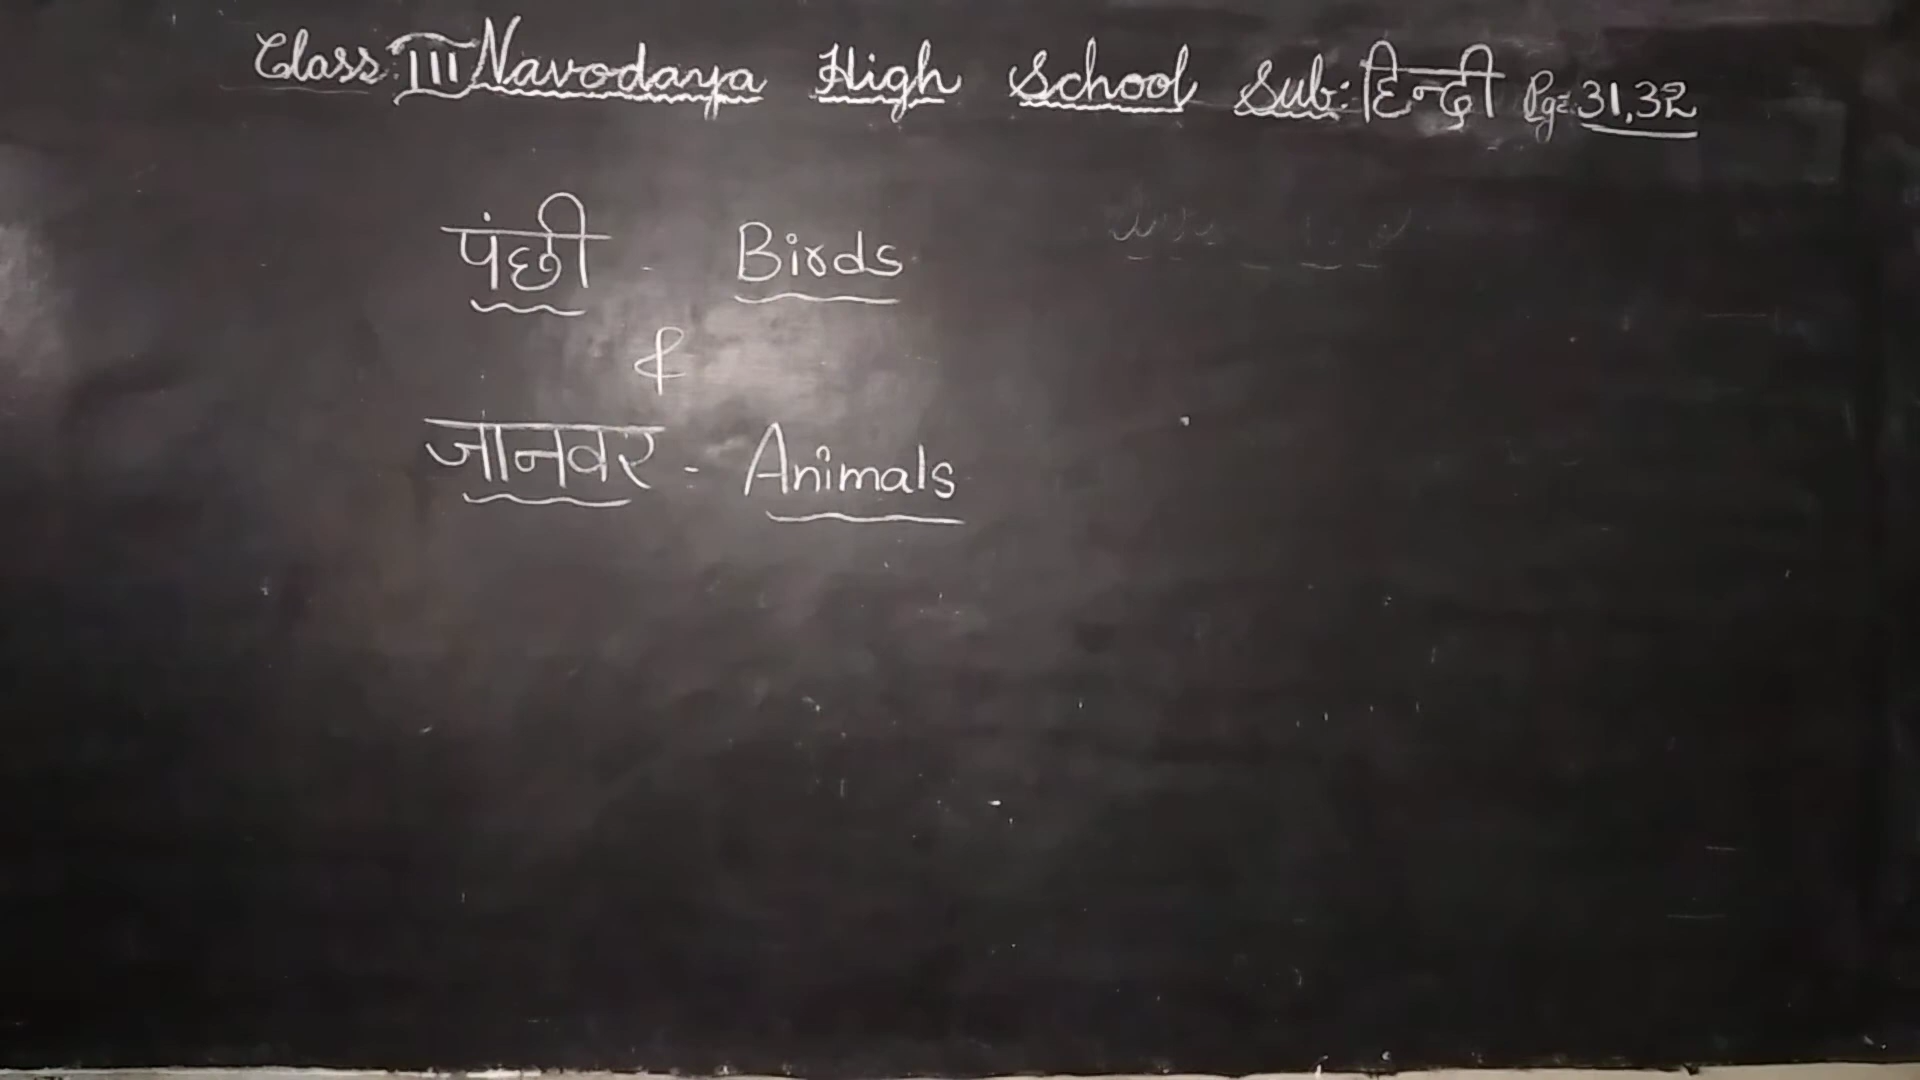 Class: III Navodaya High School Sub: हिन्दी Pg= 31,32
पंछी - Birds
&
जानवर - Animals